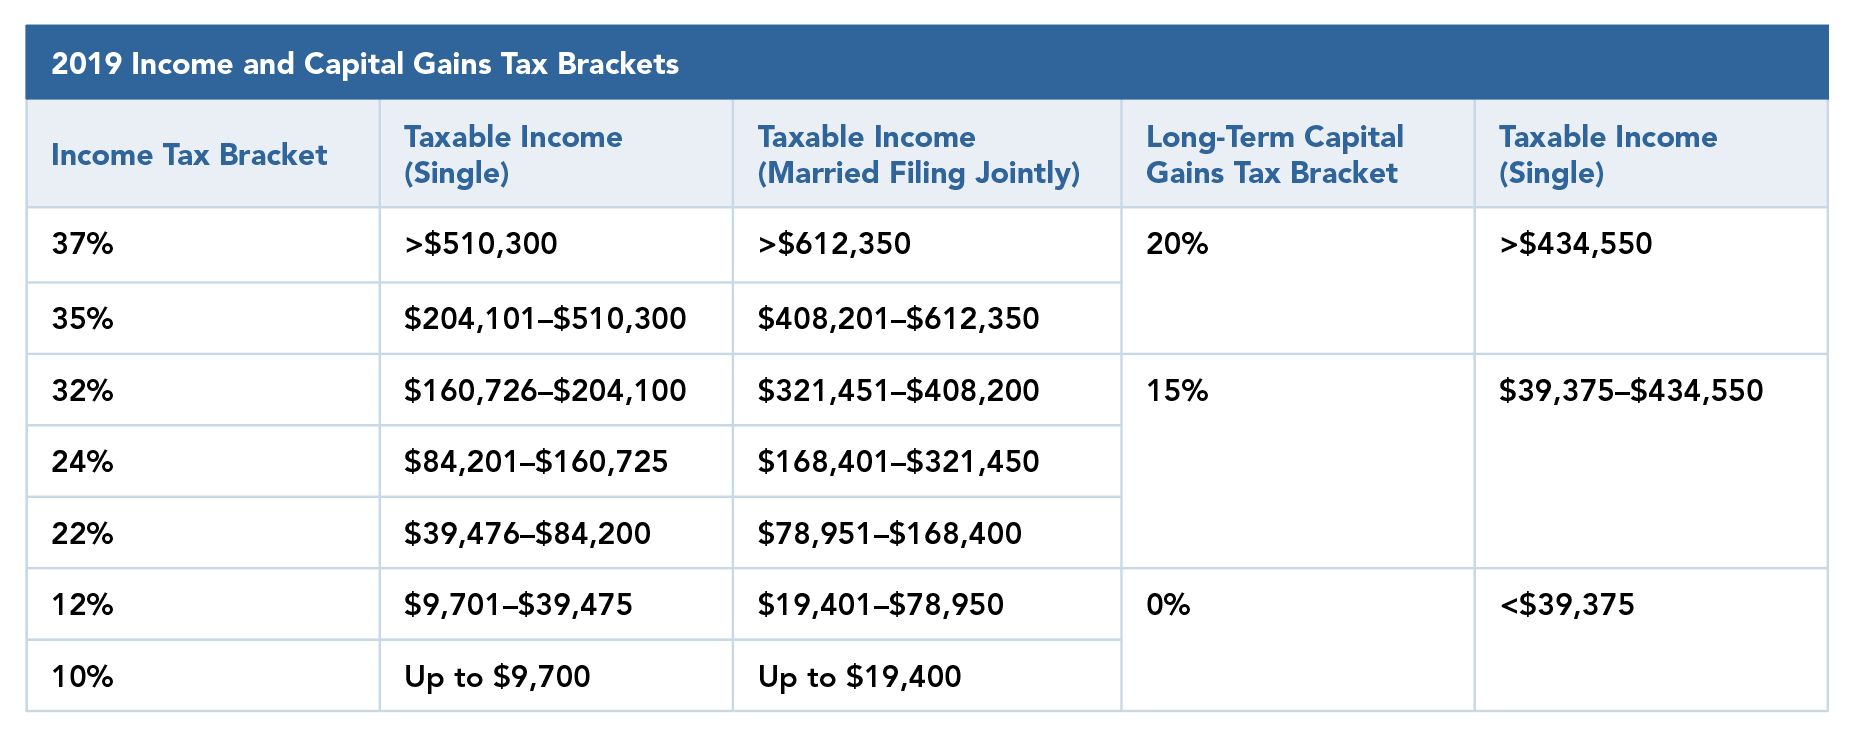 2019 Income and Capital Gains Tax Brackets
Income Tax Bracket
Taxable Income
(Single)
Taxable Income
(Married Filing Jointly)
Long-Term Capital
Gains Tax Bracket
Taxable Income
(Single)
37%
>$510,300
>$612,350
20%
>$434,550
35%
$204,101–$510,300
$408,201–$612,350
32%
$160,726–$204,100
$321,451–$408,200
15%
$39,375–$434,550
24%
$84,201–$160,725
$168,401–$321,450
22%
$39,476–$84,200
$78,951–$168,400
12%
$9,701–$39,475
$19,401–$78,950
0%
<$39,375
10%
Up to $9,700
Up to $19,400